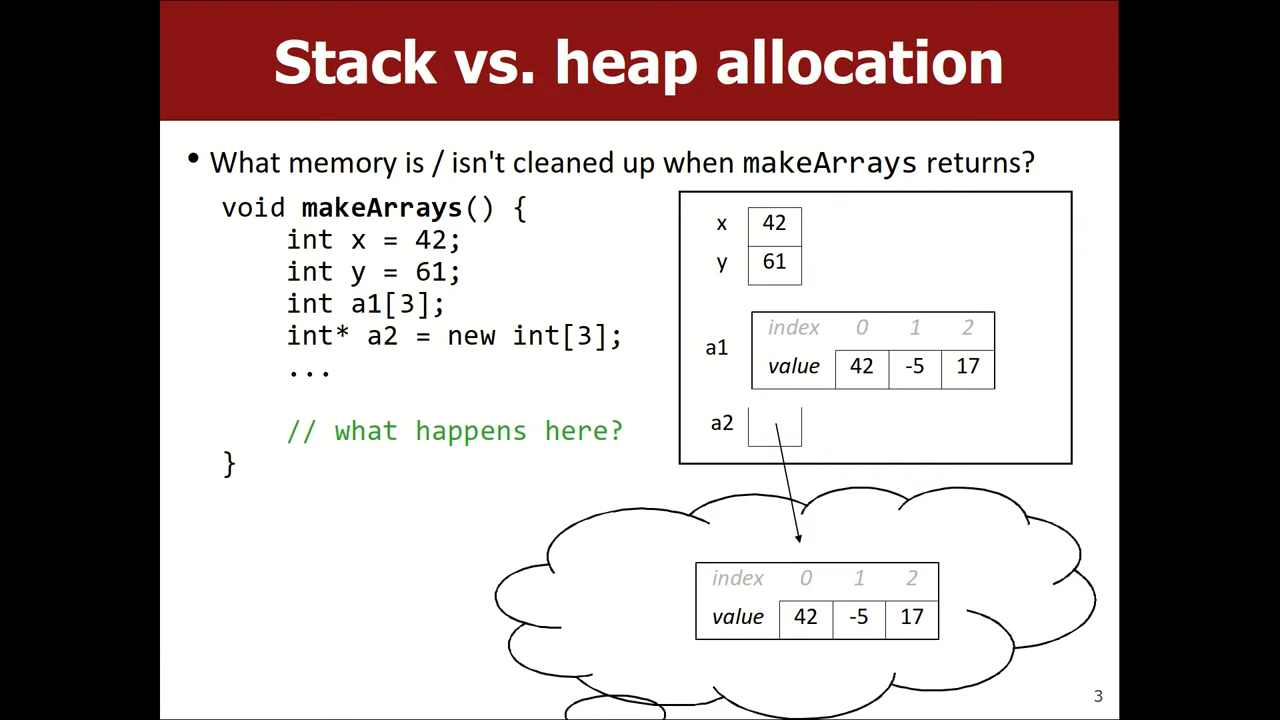 Stack vs. heap allocation
• What memory is / isn't cleaned up when makeArrays returns?
void makeArrays() {
    int x = 42;
    int y = 61;
    int a1[3];
    int* a2 = new int[3];
    ...
    // what happens here?
}
x 42
y 61
a1
index 0 1 2
value 42 -5 17
a2
index 0 1 2
value 42 -5 17
3